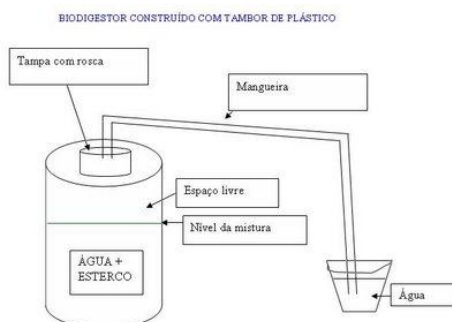 BIODIGESTOR CONSTRUÍDO COM TAMBOR DE PLÁSTICO
Tampa com rosca
Mangueira
Espaço livre
Nível da mistura
ÁGUA +
ESTERCO
Água